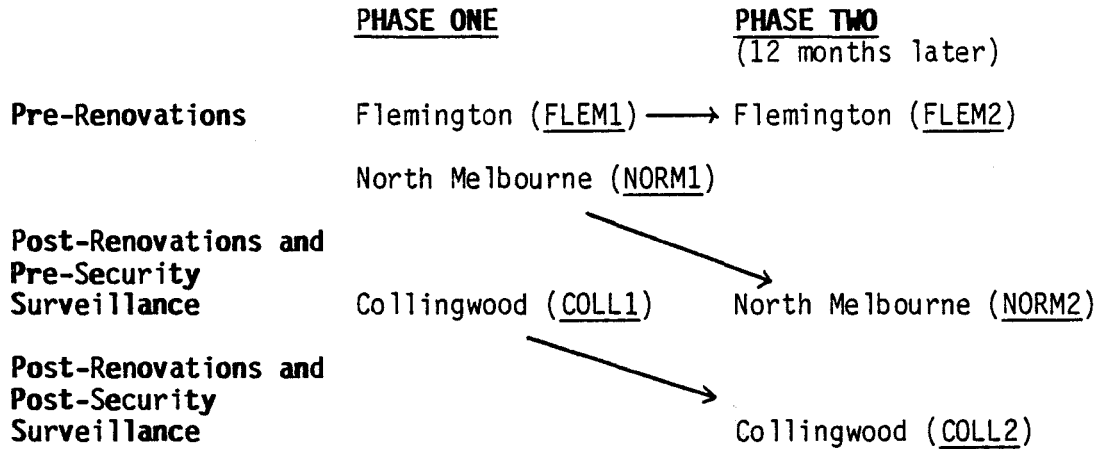 PHASE ONE PHASE TWO
(12 months later)
Pre-Renovations Flemington (FLEM1) → Flemington (FLEM2)
North Melbourne (NORM1)
Post-Renovations and
Pre-Security
Surveillance Collingwood (COLL1) North Melbourne (NORM2)
Post-Renovations and
Post-Security
Surveillance Collingwood (COLL2)